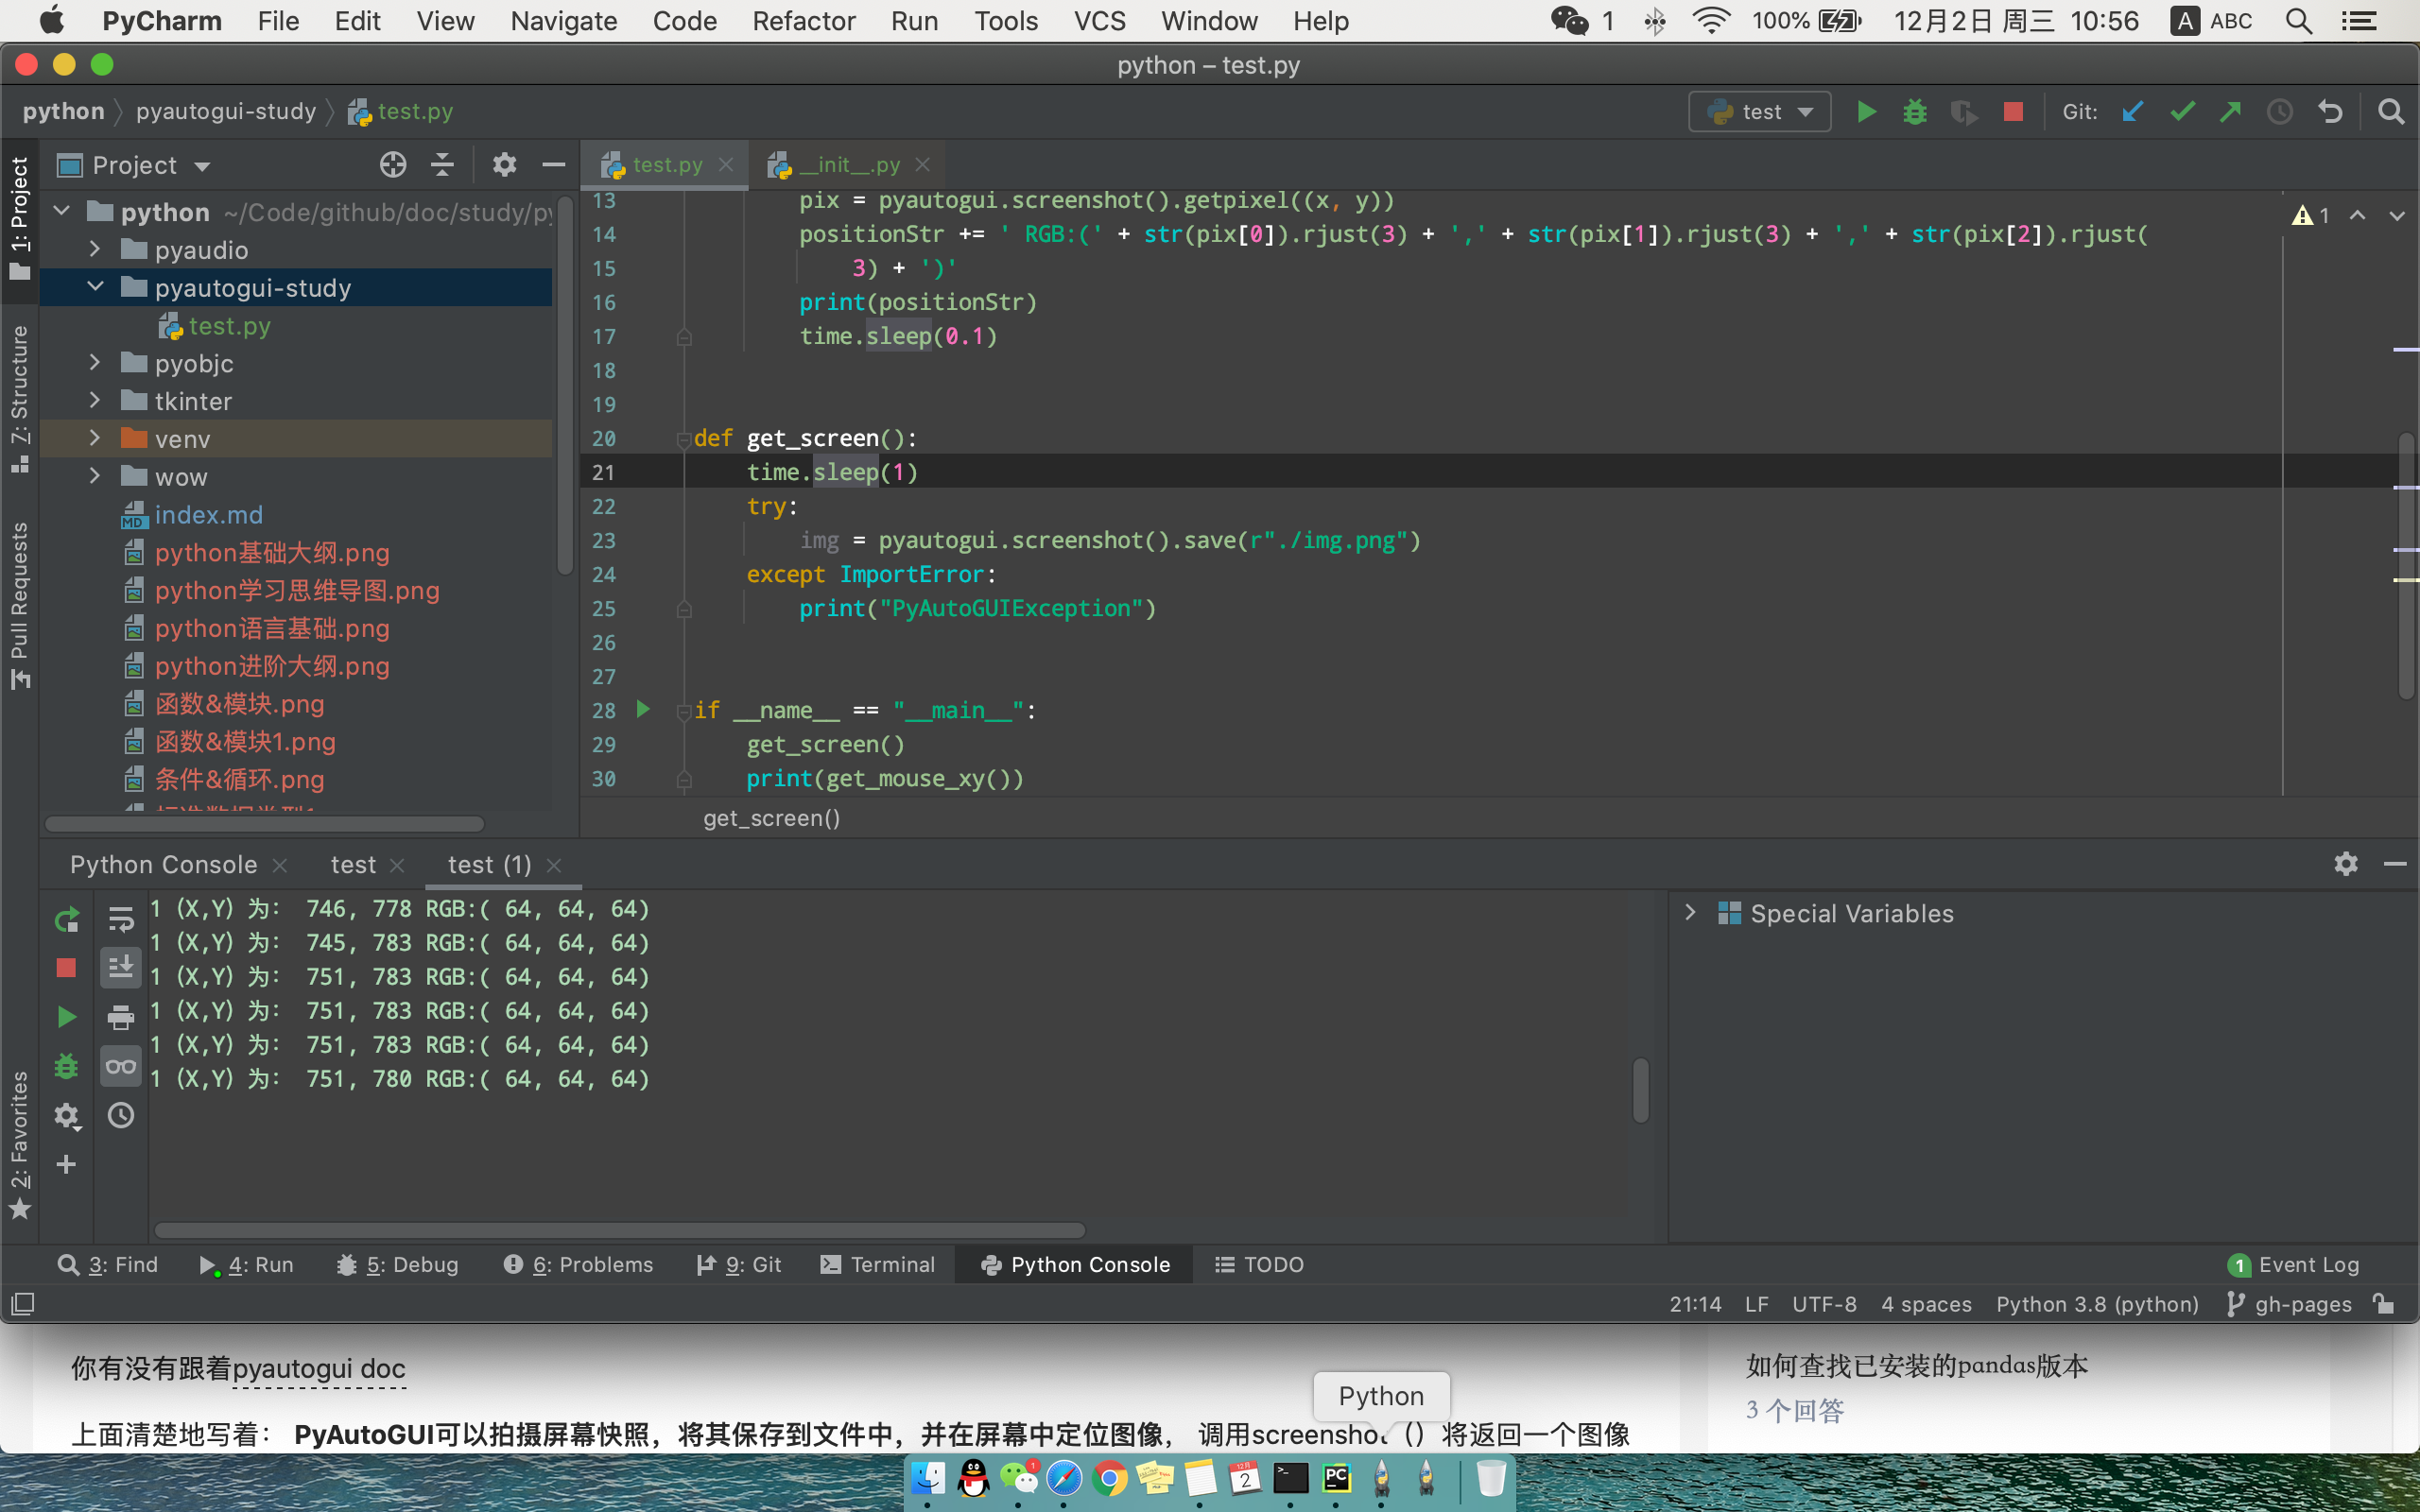 PyCharm File Edit View Navigate Code Refactor Run Tools VCS Window Help 1 100% 12月2日 周三 10:56 A ABC
python – test.py
python pyautogui-study test.py test Git:
1: Project
7: Structure
Pull Requests
2: Favorites
Project
python ~/Code/github/doc/study/py
pyaudio
pyautogui-study
test.py
pyobjc
tkinter
venv
wow
index.md
python基础大纲.png
python学习思维导图.png
python语言基础.png
python进阶大纲.png
函数&模块.png
函数&模块1.png
条件&循环.png
test.py __init__.py
1
13 pix = pyautogui.screenshot().getpixel((x, y))
14 positionStr += ' RGB:(' + str(pix[0]).rjust(3) + ',' + str(pix[1]).rjust(3) + ',' + str(pix[2]).rjust(
15 3) + ')'
16 print(positionStr)
17 time.sleep(0.1)
18
19
20 def get_screen():
21 time.sleep(1)
22 try:
23 img = pyautogui.screenshot().save(r"./img.png")
24 except ImportError:
25 print("PyAutoGUIException")
26
27
28 if __name__ == "__main__":
29 get_screen()
30 print(get_mouse_xy())
get_screen()
Python Console test test (1)
1 (X,Y) 为: 746, 778 RGB:( 64, 64, 64)
1 (X,Y) 为: 745, 783 RGB:( 64, 64, 64)
1 (X,Y) 为: 751, 783 RGB:( 64, 64, 64)
1 (X,Y) 为: 751, 783 RGB:( 64, 64, 64)
1 (X,Y) 为: 751, 783 RGB:( 64, 64, 64)
1 (X,Y) 为: 751, 780 RGB:( 64, 64, 64)
Special Variables
3: Find 4: Run 5: Debug 6: Problems 9: Git Terminal Python Console TODO 1 Event Log
21:14 LF UTF-8 4 spaces Python 3.8 (python) gh-pages
你有没有跟着pyautogui doc
上面清楚地写着： PyAutoGUI可以拍摄屏幕快照，将其保存到文件中，并在屏幕中定位图像， 调用screenshot（）将返回一个图像
如何查找已安装的pandas版本
3 个回答
Python
1
12月
2
PC